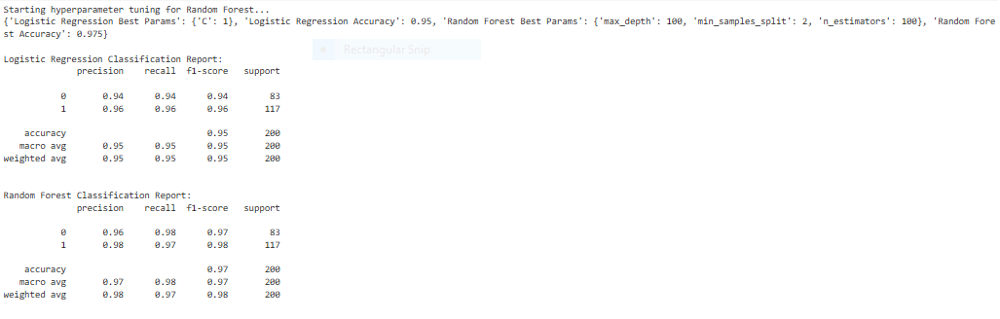 Starting hyperparameter tuning for Random Forest...
{'Logistic Regression Best Params': {'C': 1}, 'Logistic Regression Accuracy': 0.95, 'Random Forest Best Params': {'max_depth': 100, 'min_samples_split': 2, 'n_estimators': 100}, 'Random Fore
st Accuracy': 0.975}
Rectangular Snip
Logistic Regression Classification Report:
precision recall f1-score support
0 0.94 0.94 0.94 83
1 0.96 0.96 0.96 117
accuracy 0.95 200
macro avg 0.95 0.95 0.95 200
weighted avg 0.95 0.95 0.95 200
Random Forest Classification Report:
precision recall f1-score support
0 0.96 0.98 0.97 83
1 0.98 0.97 0.98 117
accuracy 0.97 200
macro avg 0.97 0.98 0.97 200
weighted avg 0.98 0.97 0.98 200